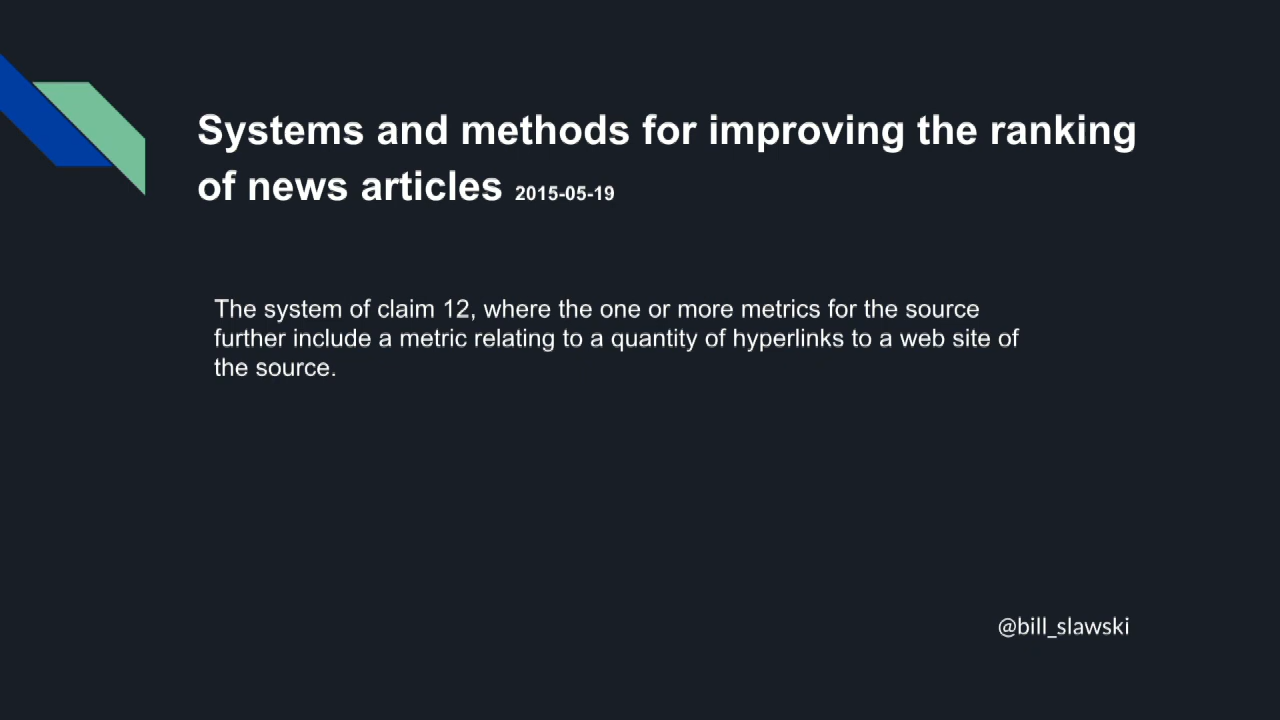 Systems and methods for improving the ranking
of news articles 2015-05-19
The system of claim 12, where the one or more metrics for the source
further include a metric relating to a quantity of hyperlinks to a web site of
the source.
@bill_slawski